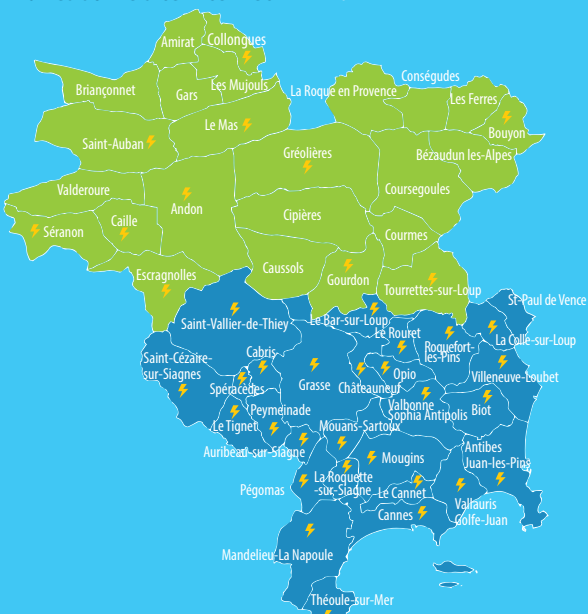 Amirat
Collongues
Briançonnet
Gars
Les Mujouls
La Roque en Provence
Conségudes
Les Ferres
Le Mas
Bouyon
Saint-Auban
Gréolières
Bézaudun les-Alpes
Valderoure
Andon
Coursegoules
Caille
Cipières
Séranon
Courmes
Escragnolles
Caussols
Gourdon
Tourrettes-sur-Loup
St-Paul de Vence
Saint-Vallier-de-Thiey
Le Bar-sur-Loup
Le Rouret
La Colle-sur-Loup
Roquefort-
les-Pins
Saint-Cézaire-
sur-Siagnes
Cabris
Spéracèdes
Grasse
Châteauneuf
Opio
Villeneuve-Loubet
Peymeinade
Valbonne
Sophia Antipolis
Biot
Le Tignet
Mouans-Sartoux
Auribeau-sur-Siagne
Mougins
Antibes
Juan-les-Pins
Pégomas
La Roquette
-sur-Siagne
Le Cannet
Cannes
Vallauris
Golfe-Juan
Mandelieu-La Napoule
Théoule-sur-Mer